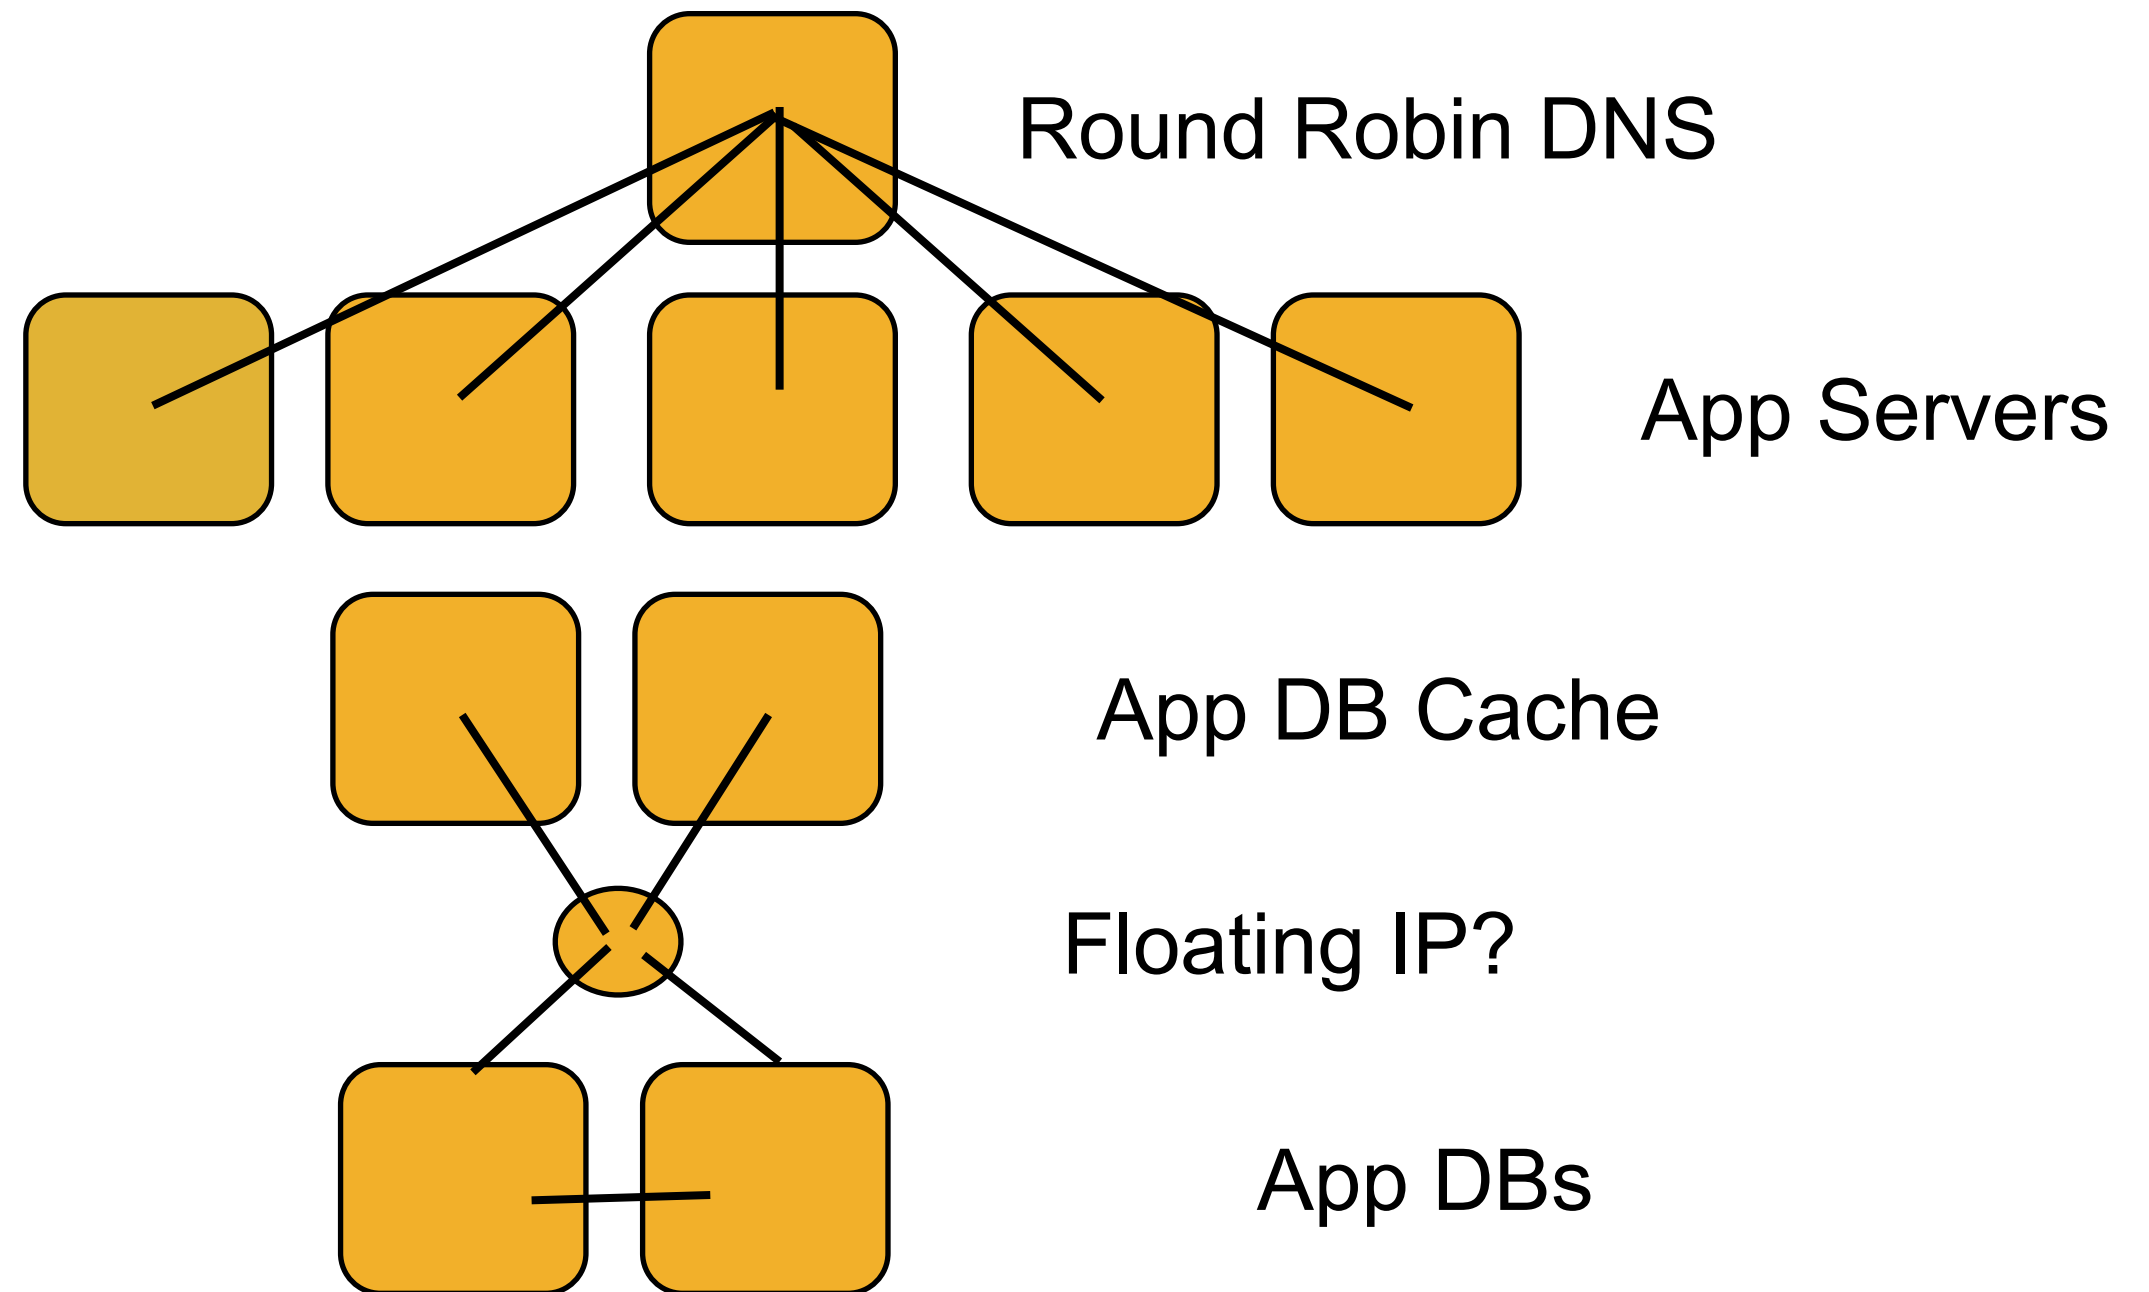 Round Robin DNS
App Servers
App DB Cache
Floating IP?
App DBs